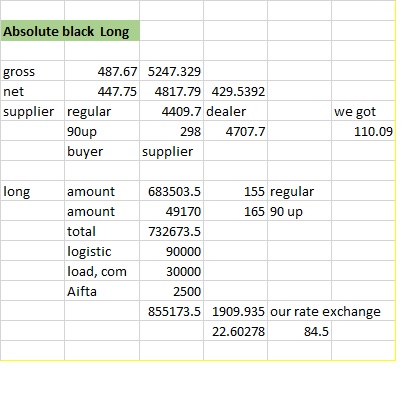 Absolute black Long
gross 487.67 5247.329
net 447.75 4817.79 429.5392
supplier regular 4409.7 dealer we got
90up 298 4707.7 110.09
buyer supplier
long amount 683503.5 155 regular
amount 49170 165 90 up
total 732673.5
logistic 90000
load, com 30000
Aifta 2500
855173.5 1909.935 our rate exchange
22.60278 84.5